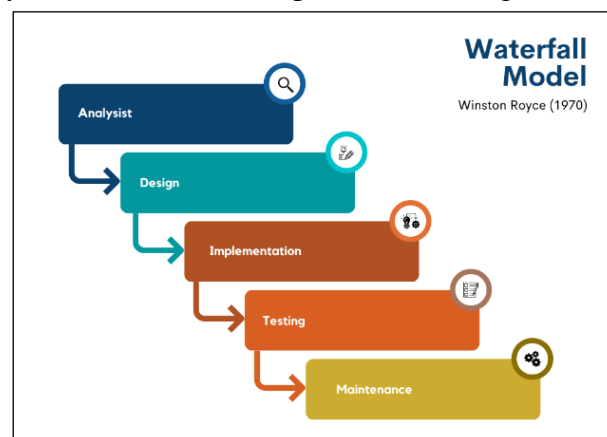 Waterfall
Model
Winston Royce (1970)
Analysist
Design
Implementation
Testing
Maintenance